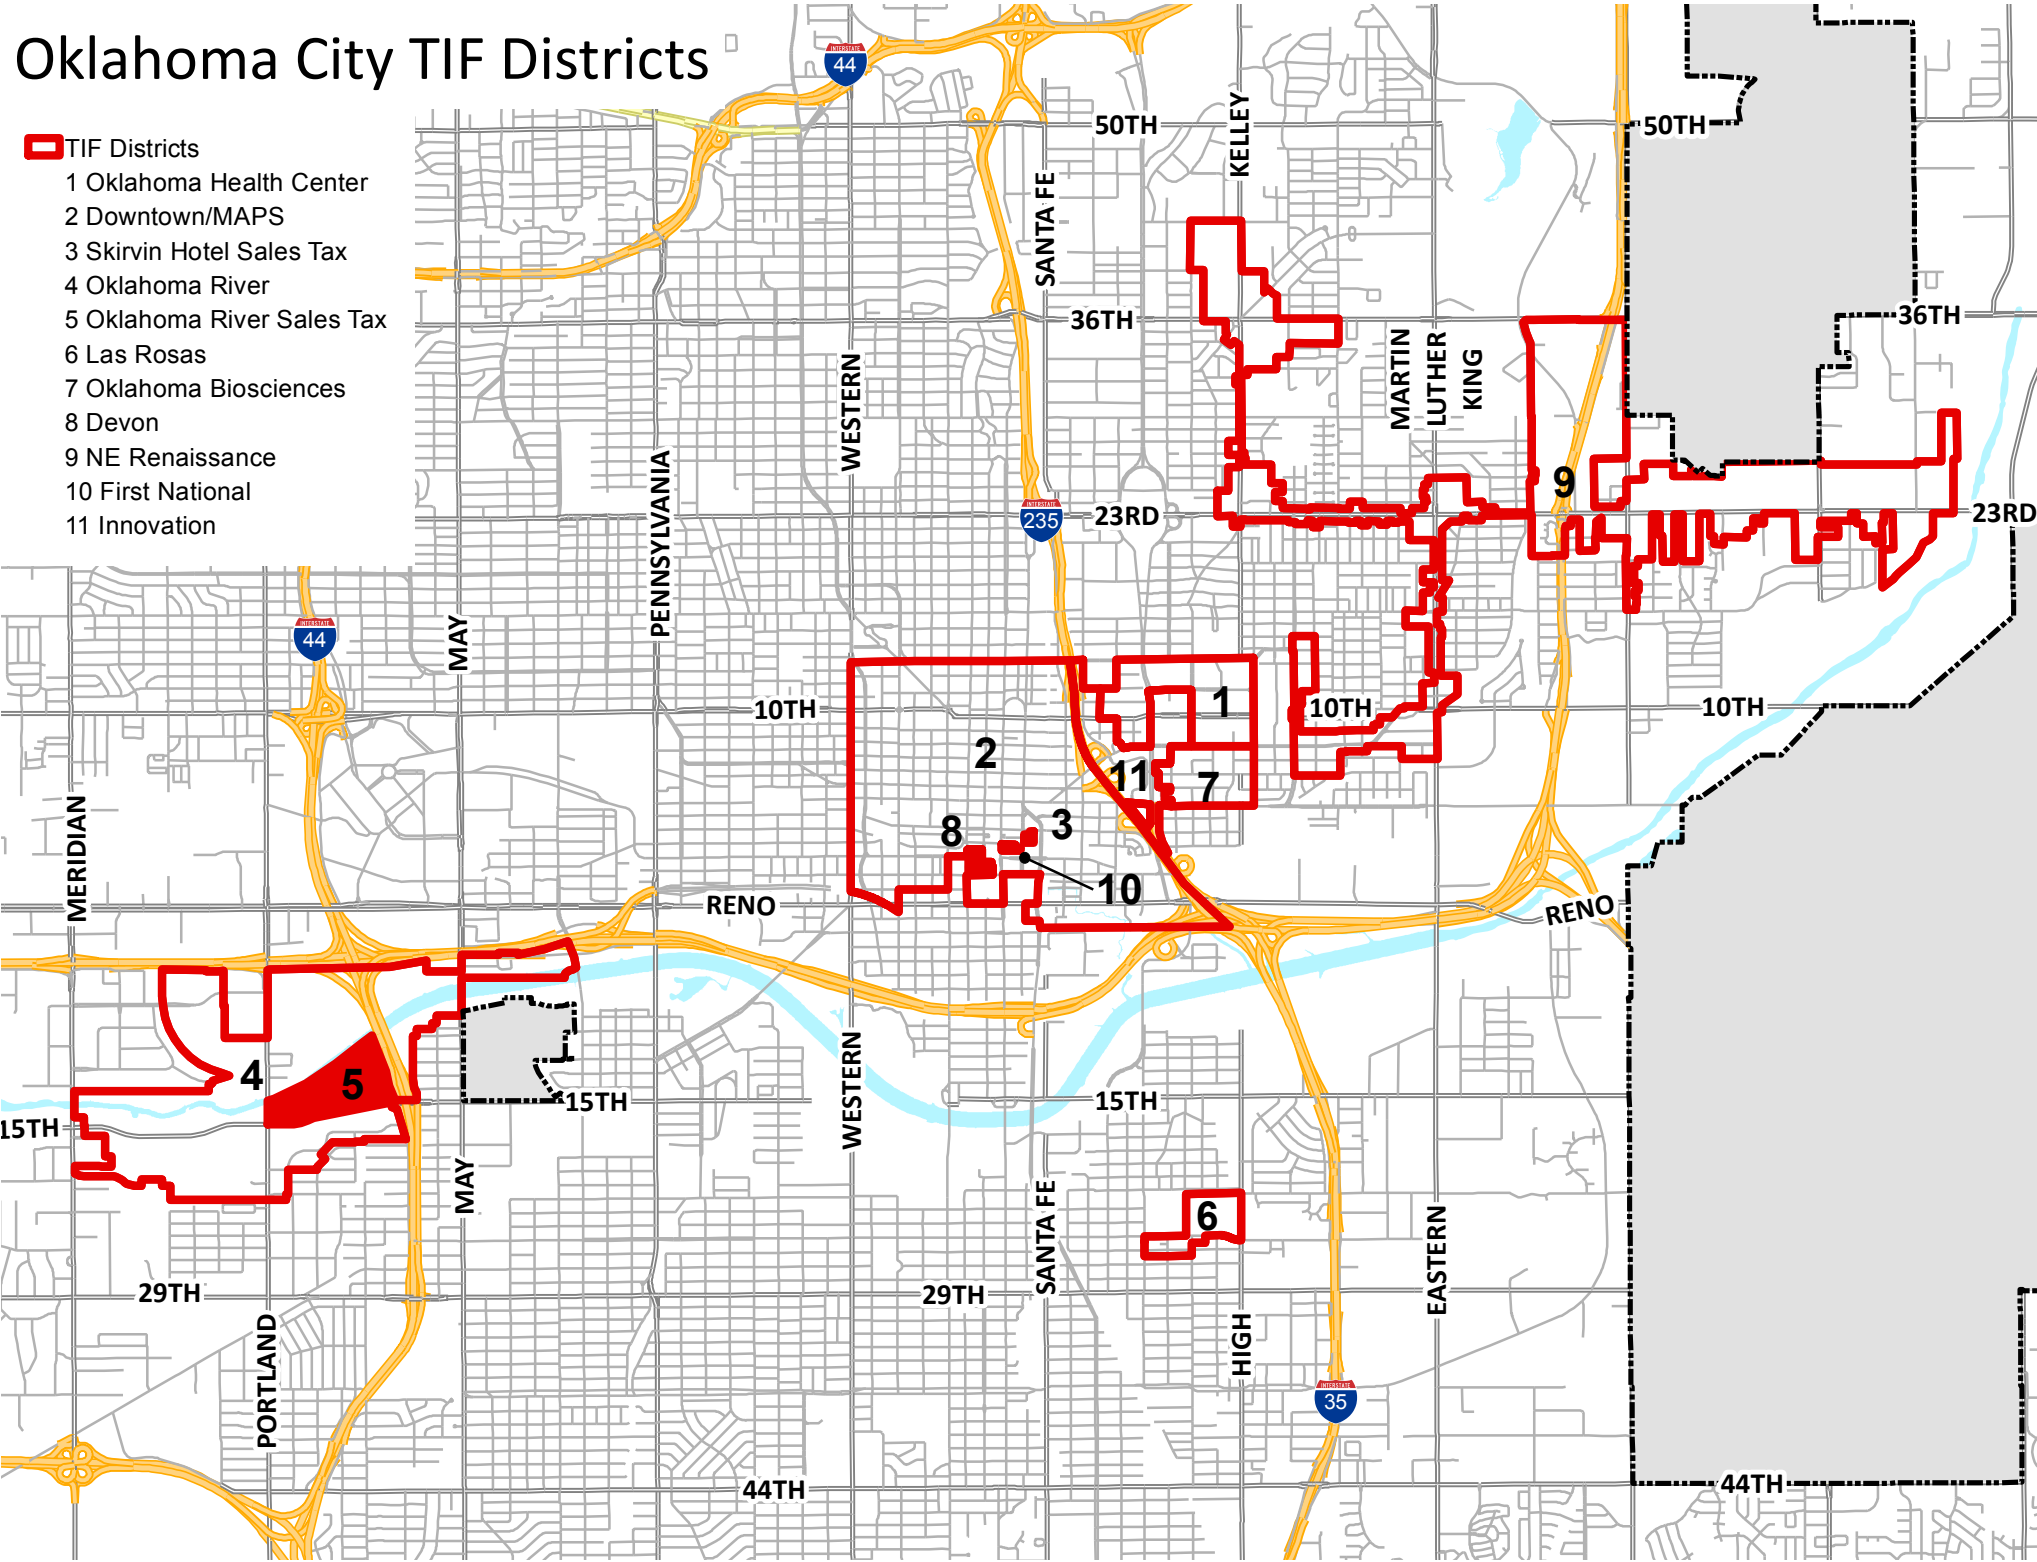 Oklahoma City TIF Districts
TIF Districts
1 Oklahoma Health Center
2 Downtown/MAPS
3 Skirvin Hotel Sales Tax
4 Oklahoma River
5 Oklahoma River Sales Tax
6 Las Rosas
7 Oklahoma Biosciences
8 Devon
9 NE Renaissance
10 First National
11 Innovation
INTERSTATE
44
50TH
KELLEY
50TH
SANTA FE
36TH
36TH
WESTERN
MARTIN
LUTHER
KING
PENNSYLVANIA
9
INTERSTATE
235
23RD
23RD
INTERSTATE
44
MAY
10TH
1
10TH
10TH
2
11
7
MERIDIAN
8
3
10
RENO
RENO
4
5
WESTERN
15TH
15TH
15TH
MAY
SANTA FE
6
29TH
29TH
EASTERN
PORTLAND
HIGH
INTERSTATE
35
44TH
44TH